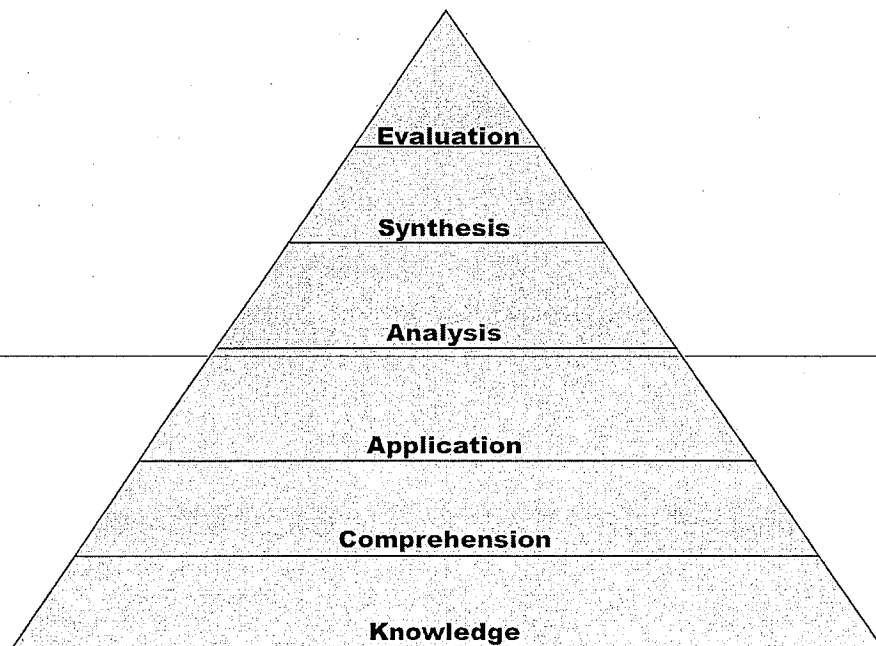 Evaluation
Synthesis
Analysis
Application
Comprehension
Knowledge